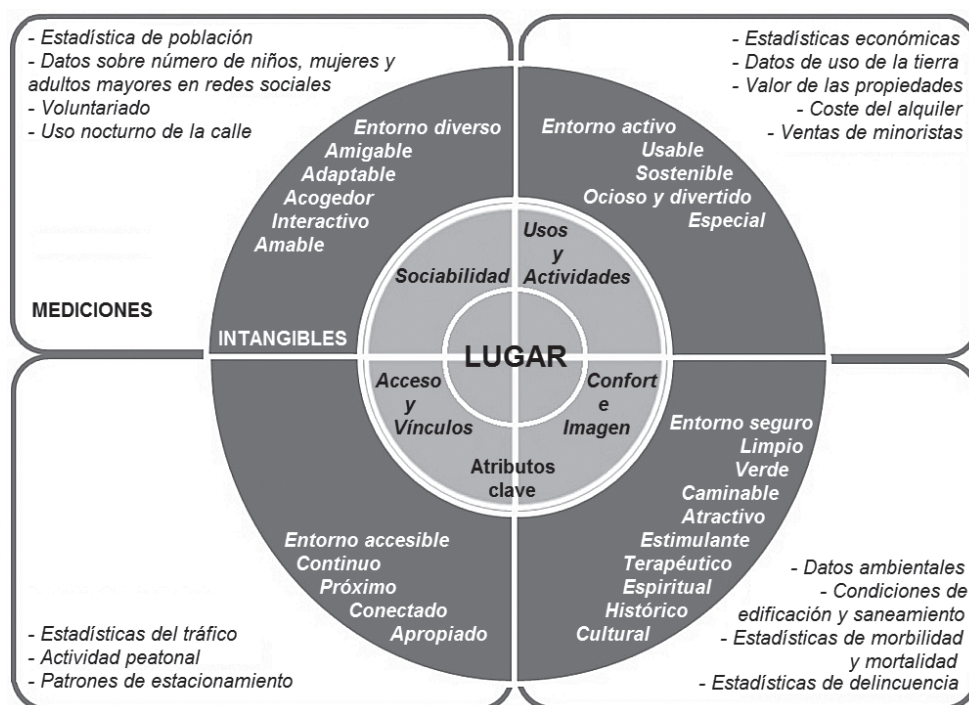 - Estadística de población
- Datos sobre número de niños, mujeres y
adultos mayores en redes sociales
- Voluntariado
- Uso nocturno de la calle
- Estadísticas económicas
- Datos de uso de la tierra
- Valor de las propiedades
- Coste del alquiler
- Ventas de minoristas
Entorno diverso
Amigable
Adaptable
Acogedor
Interactivo
Amable
Entorno activo
Usable
Sostenible
Ocioso y divertido
Especial
Sociabilidad
Usos
y
Actividades
MEDICIONES
INTANGIBLES
LUGAR
Acceso
y
Vínculos
Confort
e
Imagen
Atributos
clave
Entorno accesible
Continuo
Próximo
Conectado
Apropiado
Entorno seguro
Limpio
Verde
Caminable
Atractivo
Estimulante
Terapéutico
Espiritual
Histórico
Cultural
- Estadísticas del tráfico
- Actividad peatonal
- Patrones de estacionamiento
- Datos ambientales
- Condiciones de
edificación y saneamiento
- Estadísticas de morbilidad
y mortalidad
- Estadísticas de delincuencia